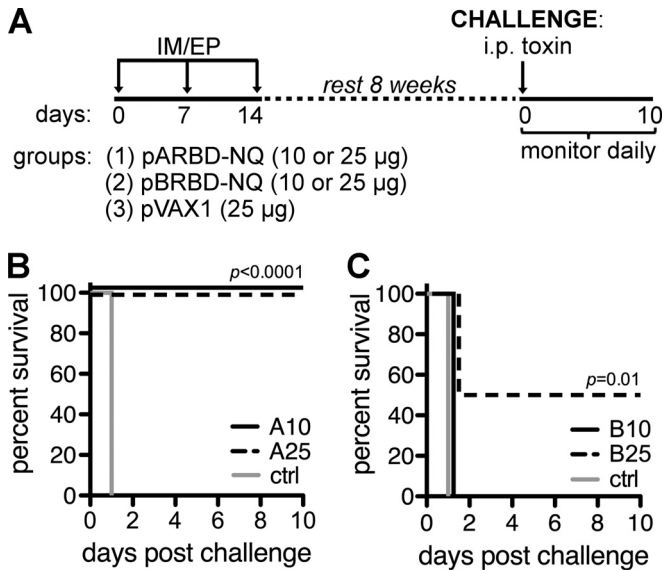 A
IM/EP
CHALLENGE:
i.p. toxin
rest 8 weeks
days: 0 7 14 0 10
monitor daily
groups: (1) pARBD-NQ (10 or 25 µg)
(2) pBRBD-NQ (10 or 25 µg)
(3) pVAX1 (25 µg)
B
p<0.0001
percent survival
100
80
60
40
20
0
A10
A25
ctrl
0 2 4 6 8 10
days post challenge
C
p=0.01
percent survival
100
80
60
40
20
0
B10
B25
ctrl
0 2 4 6 8 10
days post challenge